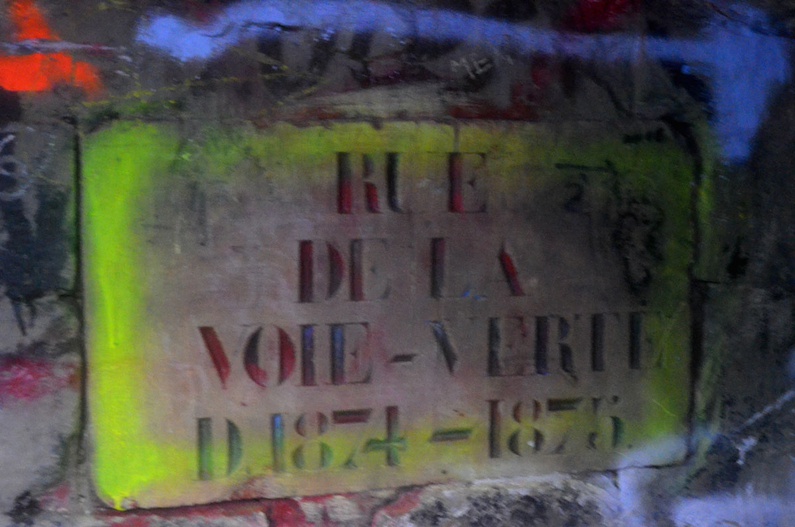 RUE
DE LA
VOIE-VERTE
D.1874-1875.